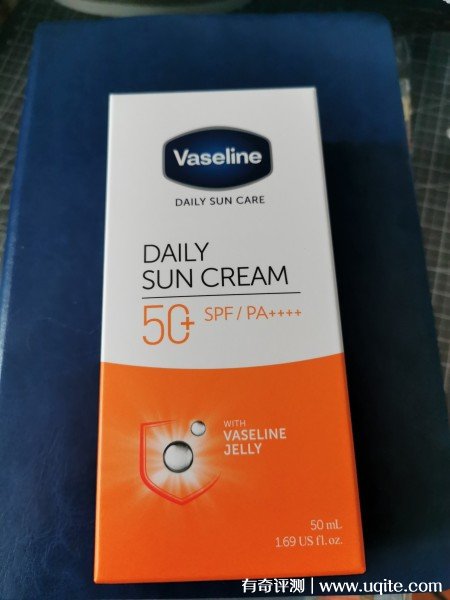 Vaseline
DAILY SUN CARE
DAILY
SUN CREAM
50+ SPF / PA++++
WITH
VASELINE
JELLY
50 mL
1.69 US fl. oz.
有奇评测 | www.uqite.com